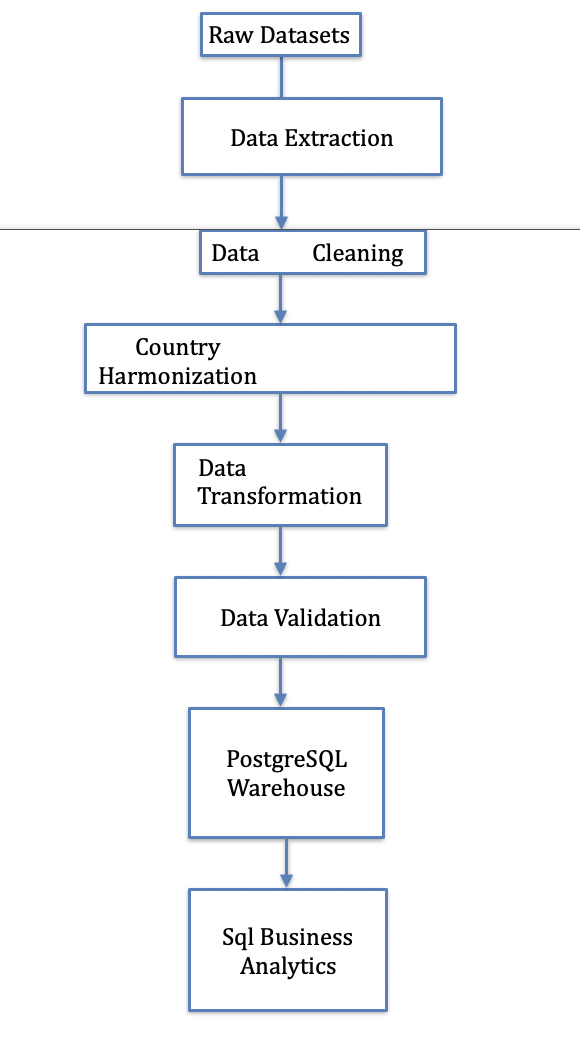 Raw Datasets
Data Extraction
Data Cleaning
Country
Harmonization
Data
Transformation
Data Validation
PostgreSQL
Warehouse
Sql Business
Analytics